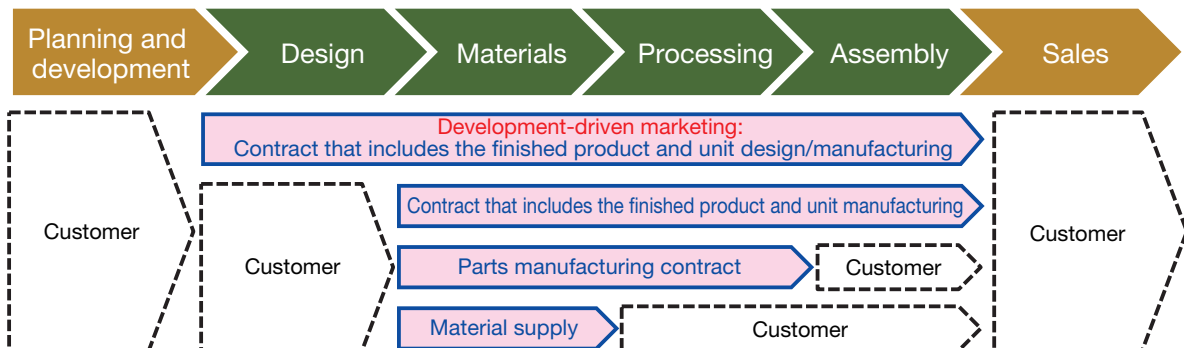 Planning and
development
Design
Materials
Processing
Assembly
Sales
Development-driven marketing:
Contract that includes the finished product and unit design/manufacturing
Contract that includes the finished product and unit manufacturing
Customer
Customer
Parts manufacturing contract
Customer
Customer
Material supply
Customer